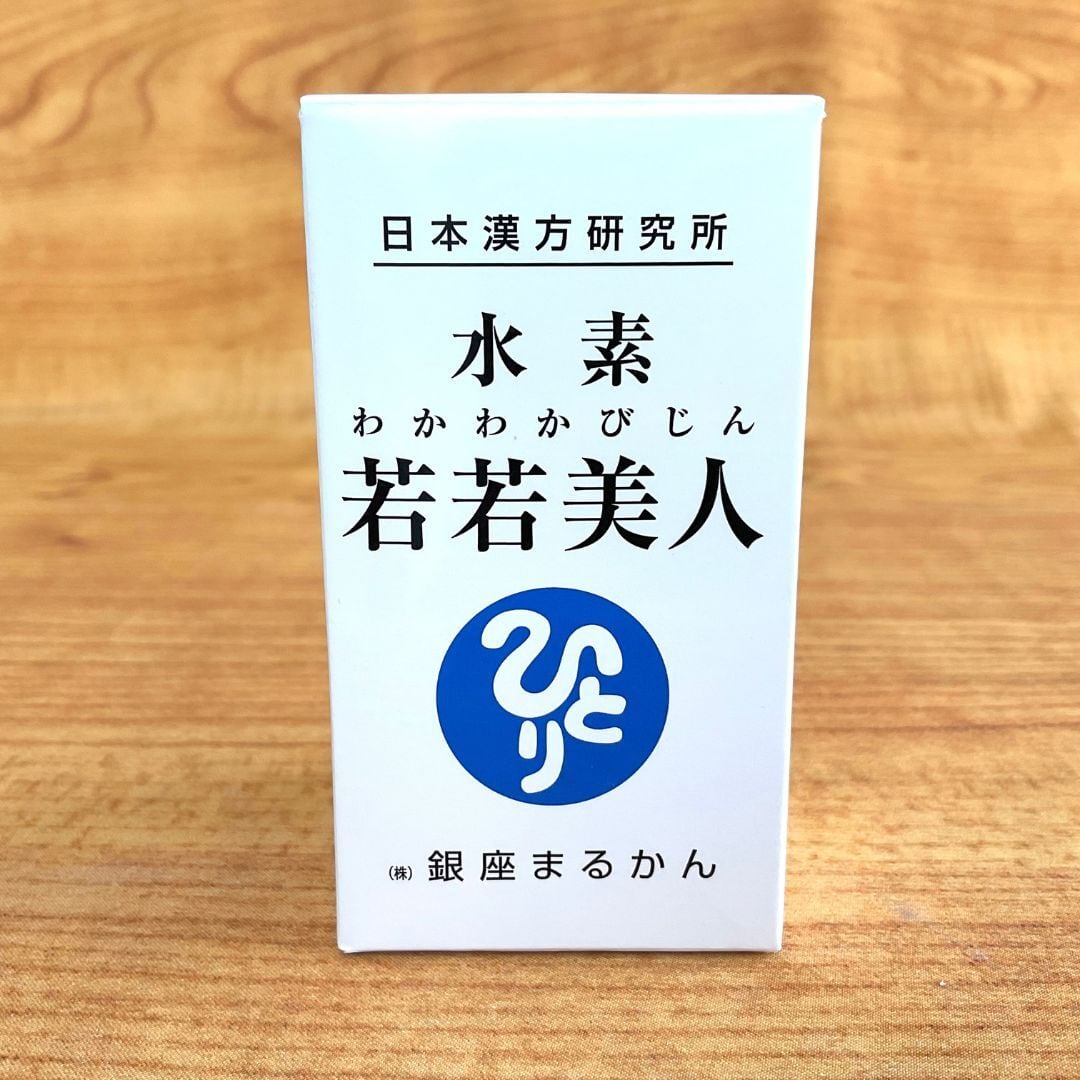 日本漢方研究所
水素
わかわかびじん
若若美人
ひとり
(株)銀座まるかん